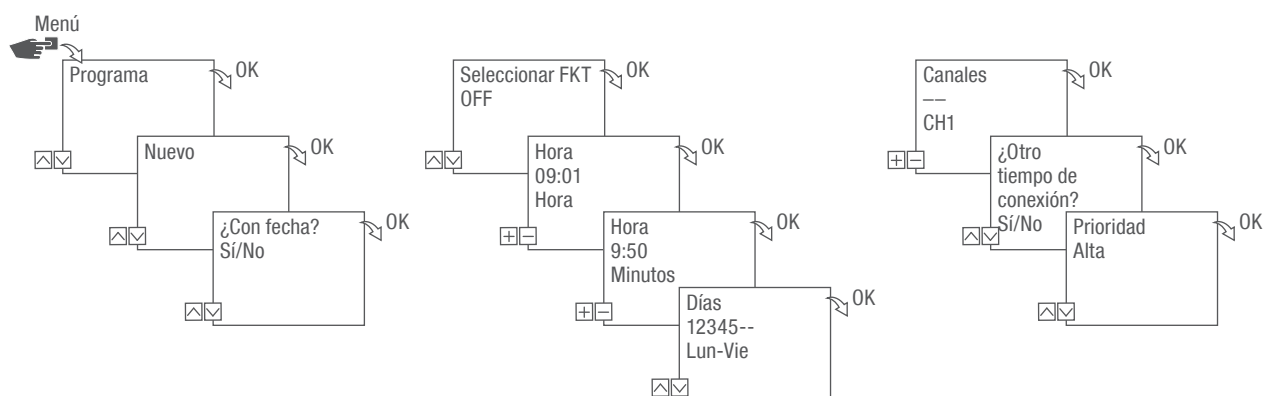 Menú
Programa
OK
Nuevo
OK
¿Con fecha?
Sí/No
OK
Seleccionar FKT
OFF
OK
Hora
09:01
Hora
OK
Hora
9:50
Minutos
OK
Días
12345--
Lun-Vie
OK
Canales
––
CH1
OK
¿Otro
tiempo de
conexión?
Sí/No
OK
Prioridad
Alta
OK